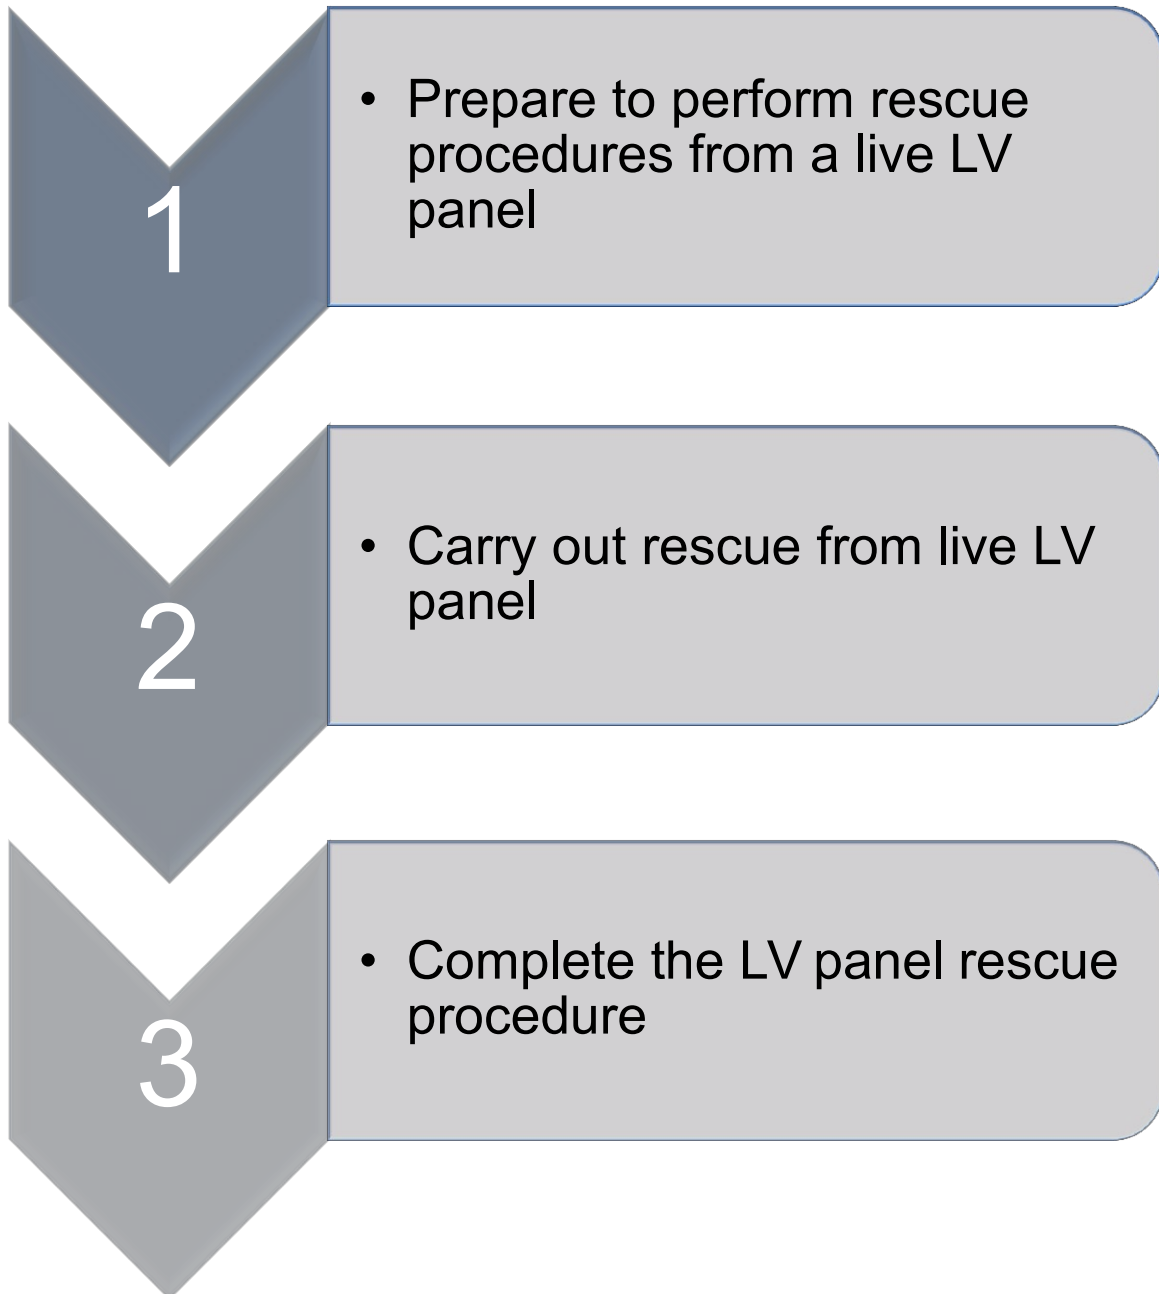 1
• Prepare to perform rescue
procedures from a live LV
panel
2
• Carry out rescue from live LV
panel
3
• Complete the LV panel rescue
procedure